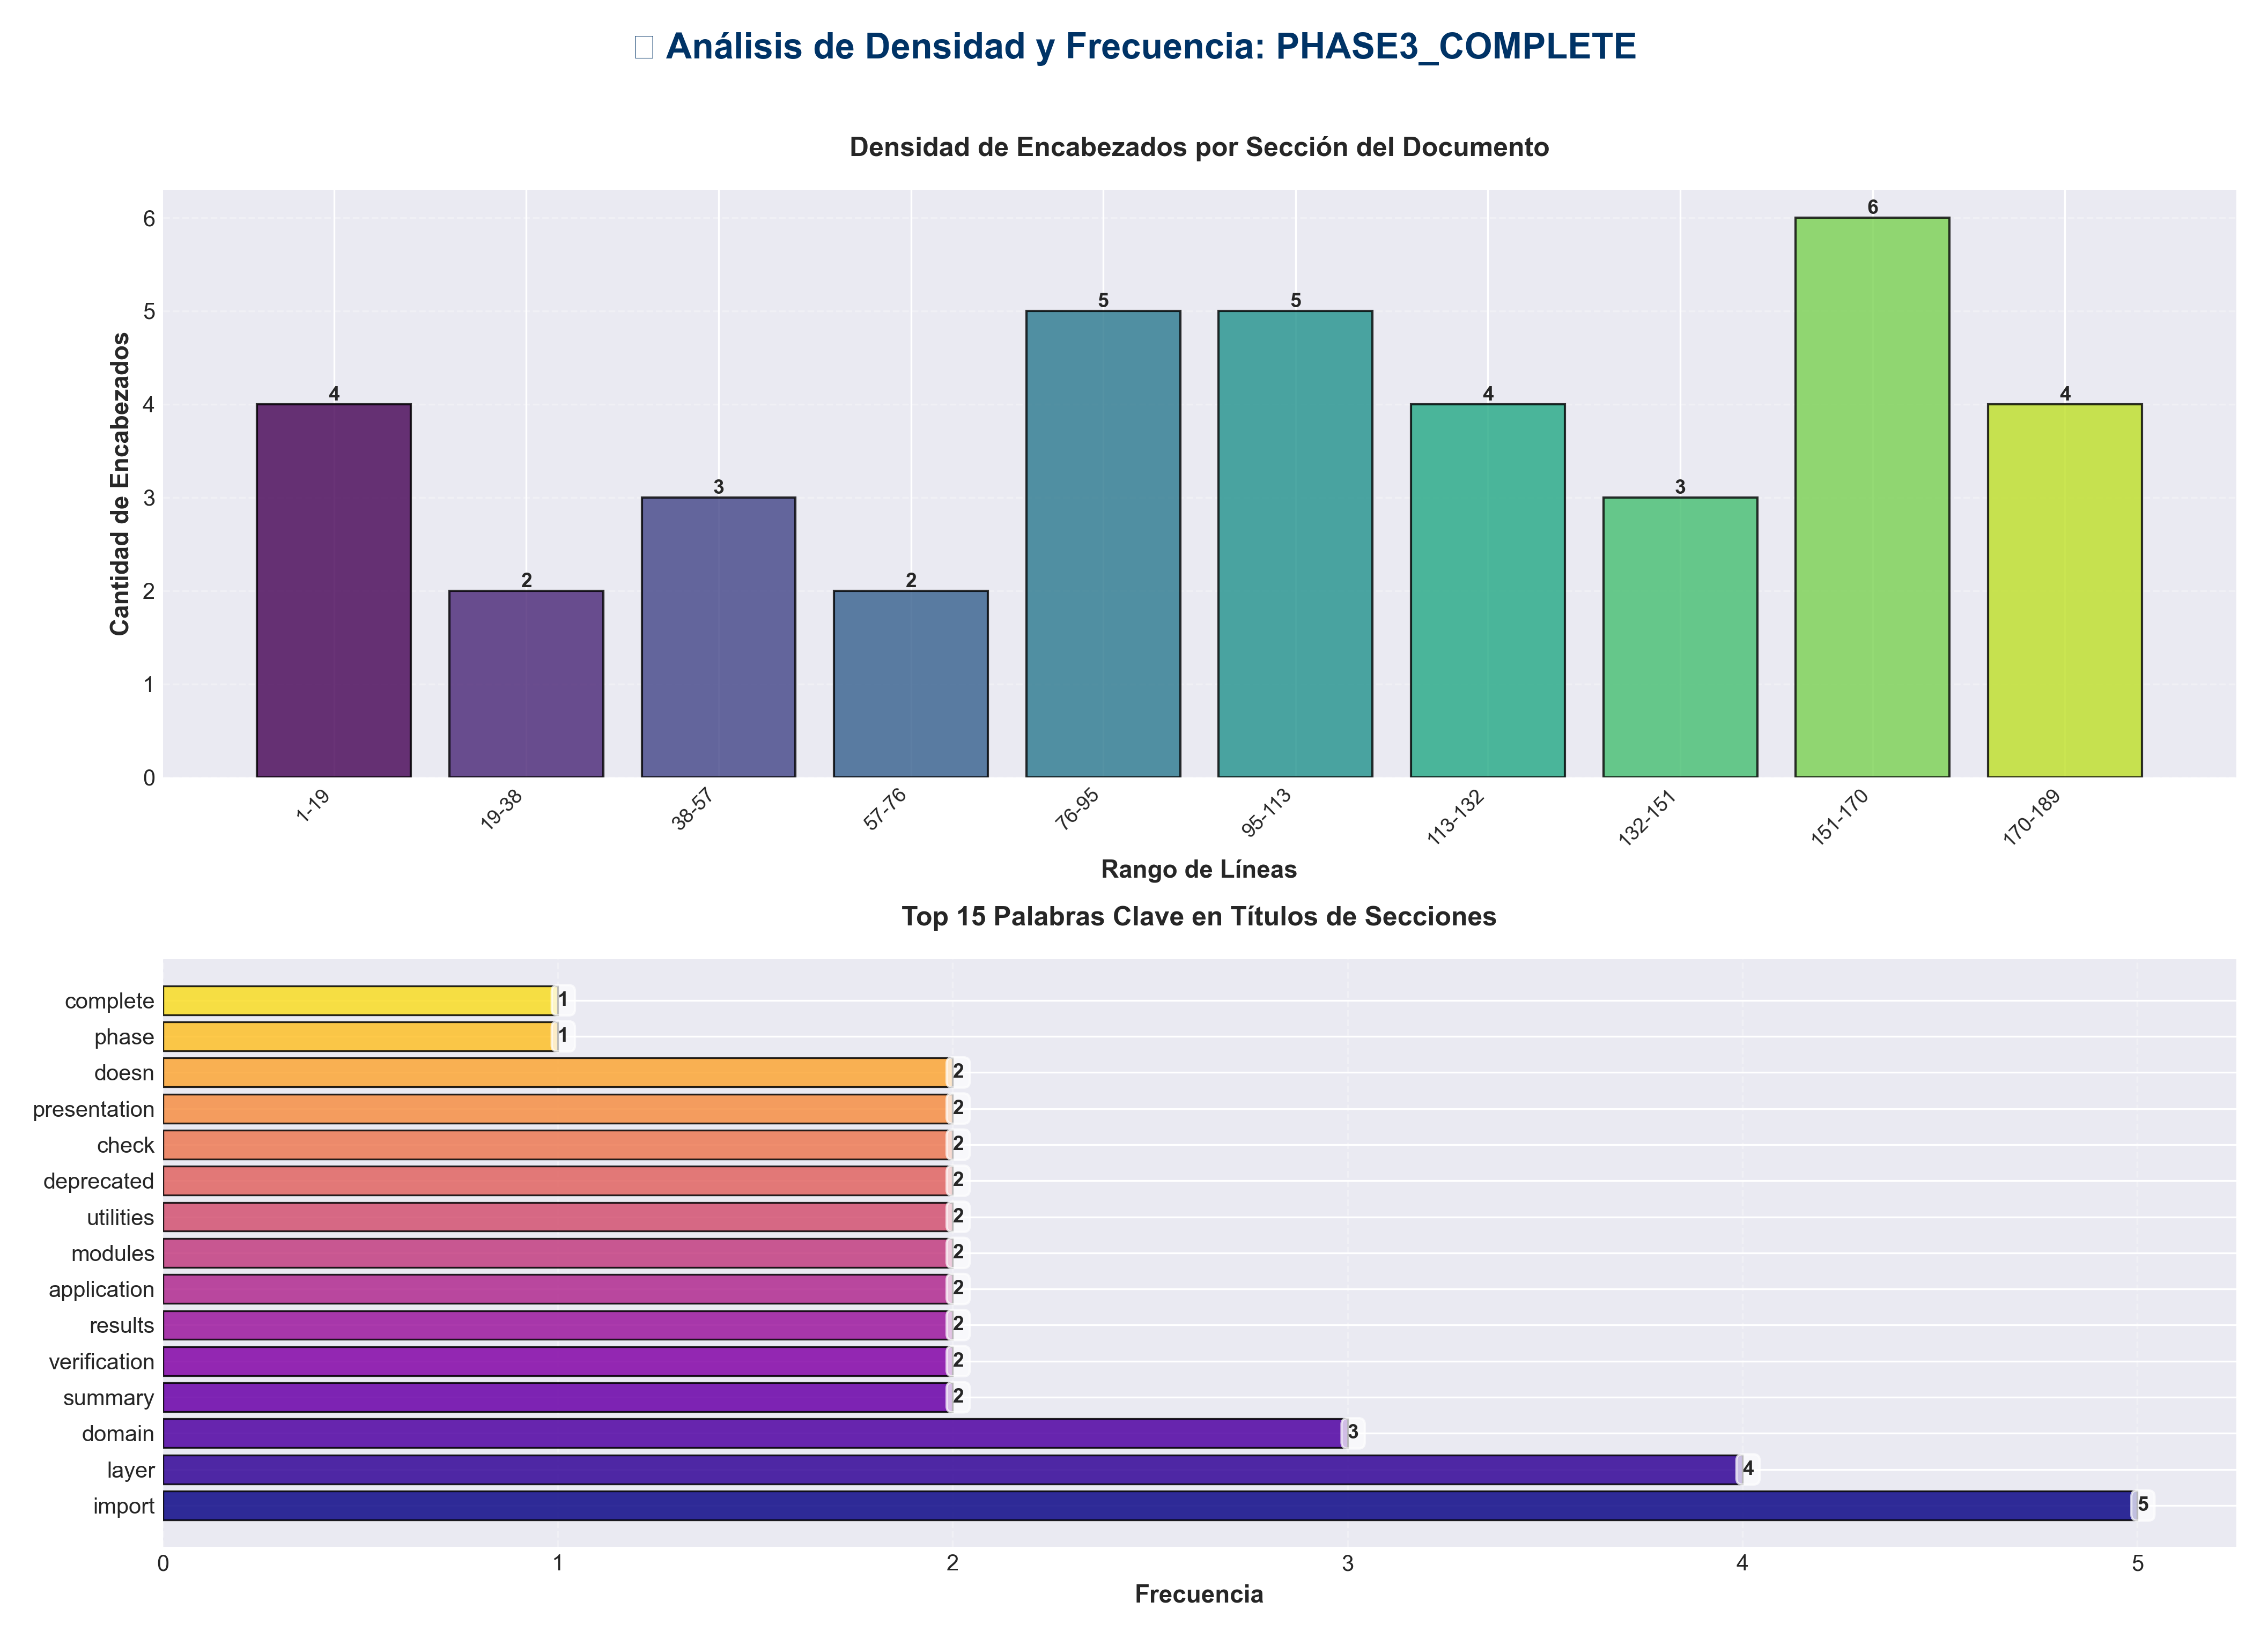 Análisis de Densidad y Frecuencia: PHASE3_COMPLETE
Densidad de Encabezados por Sección del Documento
Cantidad de Encabezados
6
5
4
3
2
1
0
4
2
3
2
5
5
4
3
6
4
1-19
19-38
38-57
57-76
76-95
95-113
113-132
132-151
151-170
170-189
Rango de Líneas
Top 15 Palabras Clave en Títulos de Secciones
complete 1
phase 1
doesn 2
presentation 2
check 2
deprecated 2
utilities 2
modules 2
application 2
results 2
verification 2
summary 2
domain 3
layer 4
import 5
0 1 2 3 4 5
Frecuencia